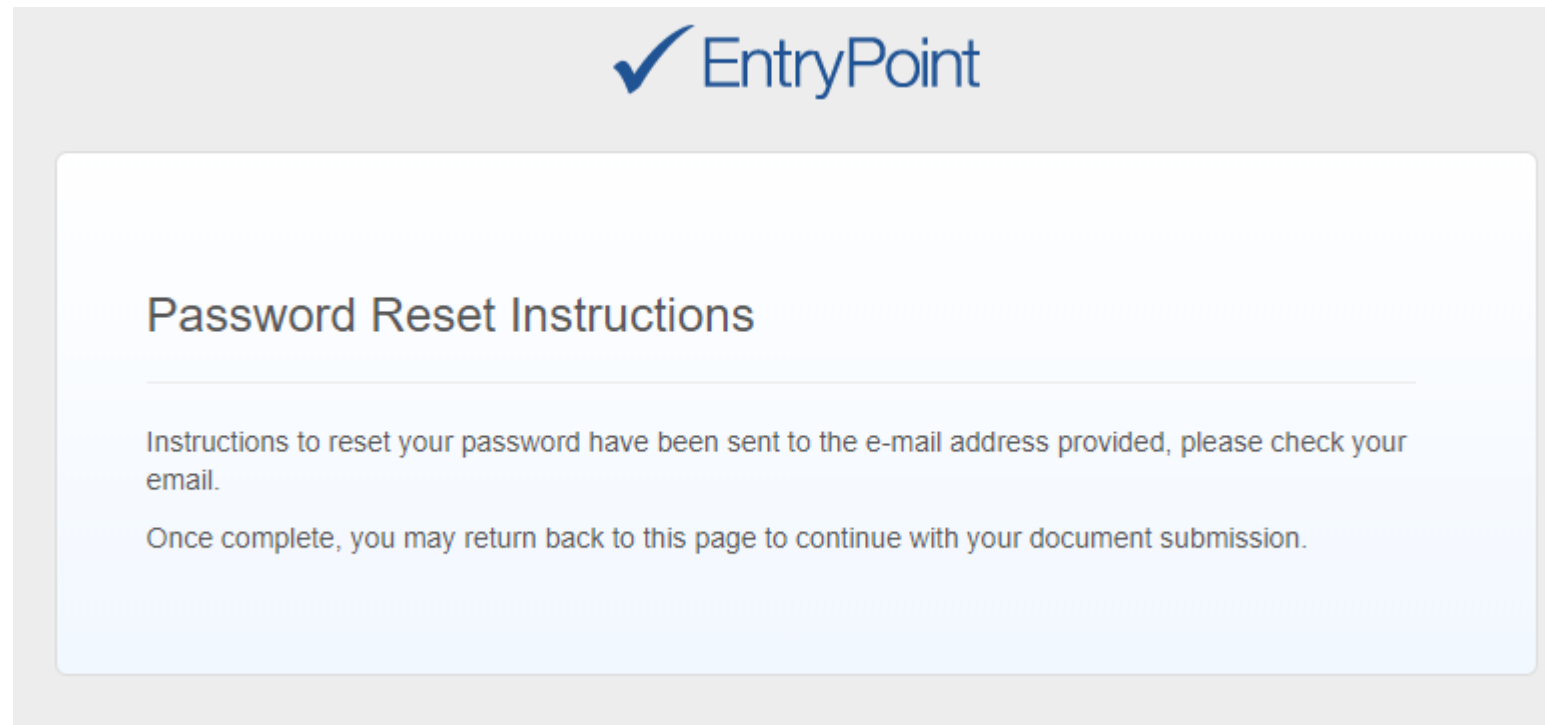 EntryPoint
Password Reset Instructions
Instructions to reset your password have been sent to the e-mail address provided, please check your
email.
Once complete, you may return back to this page to continue with your document submission.